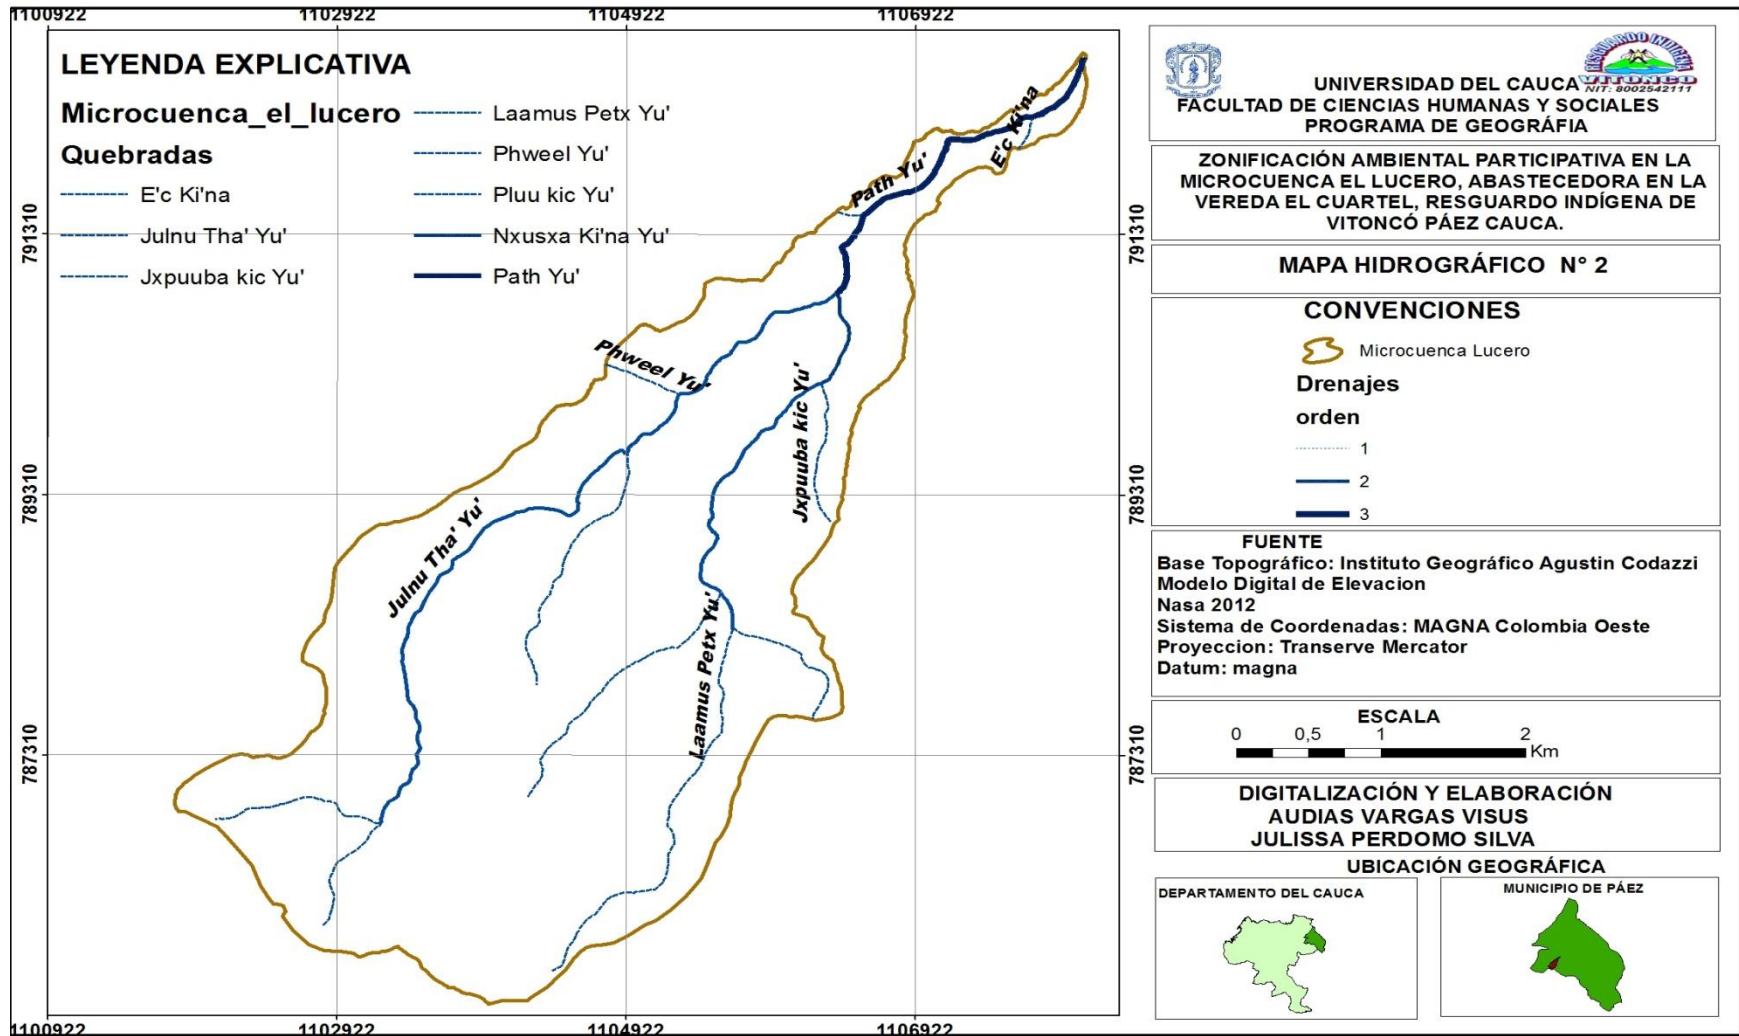 1100922
1102922
1104922
1106922
LEYENDA EXPLICATIVA
Microcuenca_el_lucero
Quebradas
E'c Ki'na
Julnu Tha' Yu'
Jxpuuba kic Yu'
Laamus Petx Yu'
Phweel Yu'
Pluu kic Yu'
Nxusxa Ki'na Yu'
Path Yu'
791310
789310
787310
E'c Ki'na
Path Yu'
Phweel Yu'
Jxpuuba kic Yu'
Julnu Tha' Yu'
Laamus Petx Yu'
791310
789310
787310
1100922
1102922
1104922
1106922
RESGUARDO INDIGENA
VITONCO
NIT: 8002542111
UNIVERSIDAD DEL CAUCA
FACULTAD DE CIENCIAS HUMANAS Y SOCIALES
PROGRAMA DE GEOGRÁFIA
ZONIFICACIÓN AMBIENTAL PARTICIPATIVA EN LA
MICROCUENCA EL LUCERO, ABASTECEDORA EN LA
VEREDA EL CUARTEL, RESGUARDO INDÍGENA DE
VITONCÓ PÁEZ CAUCA.
MAPA HIDROGRÁFICO N° 2
CONVENCIONES
Microcuenca Lucero
Drenajes
orden
1
2
3
FUENTE
Base Topográfico: Instituto Geográfico Agustin Codazzi
Modelo Digital de Elevacion
Nasa 2012
Sistema de Coordenadas: MAGNA Colombia Oeste
Proyeccion: Transerve Mercator
Datum: magna
ESCALA
0 0,5 1 2
Km
DIGITALIZACIÓN Y ELABORACIÓN
AUDIAS VARGAS VISUS
JULISSA PERDOMO SILVA
UBICACIÓN GEOGRÁFICA
DEPARTAMENTO DEL CAUCA
MUNICIPIO DE PÁEZ